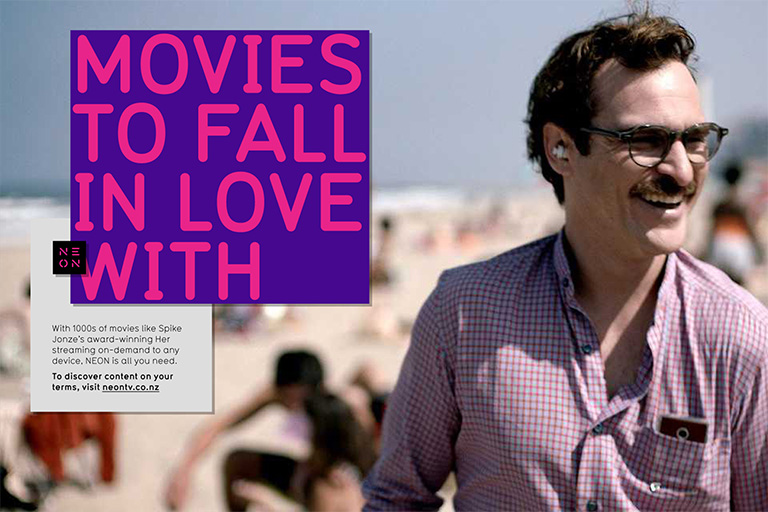 MOVIES
TO FALL
IN LOVE
WITH
NE
ON
With 1000s of movies like Spike
Jonze's award-winning Her
streaming on-demand to any
device, NEON is all you need.
To discover content on your
terms, visit neontv.co.nz